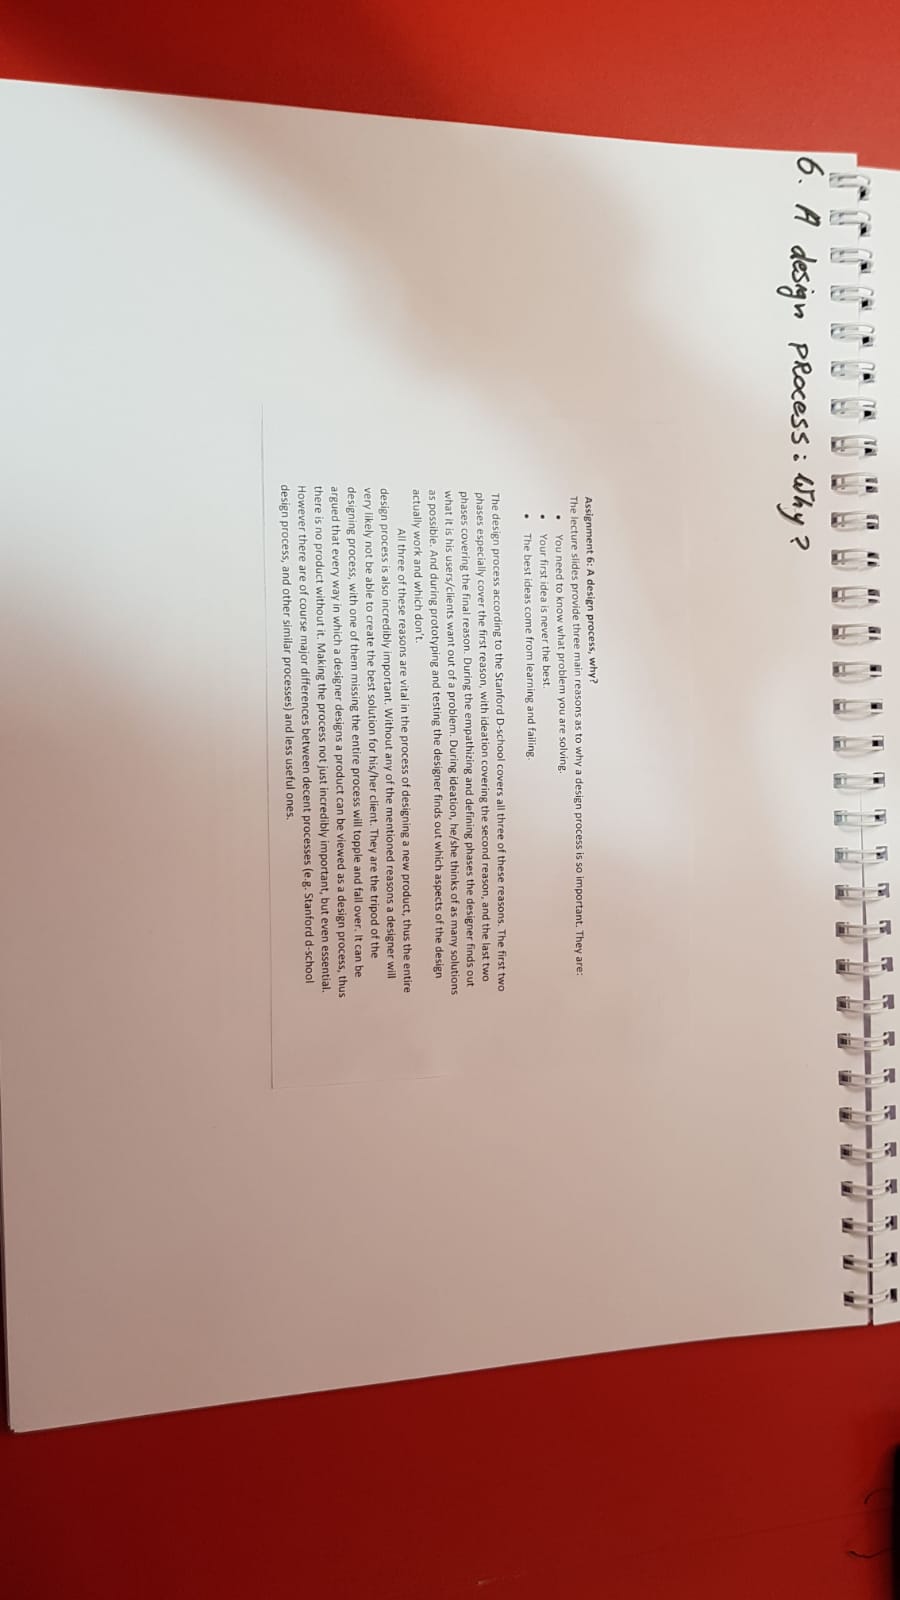 6. A design process: Why?
Assignment 6: A design process, why?
The lecture slides provide three main reasons as to why a design process is so important. They are:
• You need to know what problem you are solving.
• Your first idea is never the best.
• The best ideas come from learning and failing.
The design process according to the Stanford D-school covers all three of these reasons. The first two
phases especially cover the first reason, with ideation covering the second reason, and the last two
phases covering the final reason. During the empathizing and defining phases the designer finds out
what it is his users/clients want out of a problem. During ideation, he/she thinks of as many solutions
as possible. And during prototyping and testing the designer finds out which aspects of the design
actually work and which don't.
All three of these reasons are vital in the process of designing a new product, thus the entire
design process is also incredibly important. Without any of the mentioned reasons a designer will
very likely not be able to create the best solution for his/her client. They are the tripod of the
designing process, with one of them missing the entire process will topple and fall over. It can be
argued that every way in which a designer designs a product can be viewed as a design process, thus
there is no product without it. Making the process not just incredibly important, but even essential.
However there are of course major differences between decent processes (e.g. Stanford d-school
design process, and other similar processes) and less useful ones.